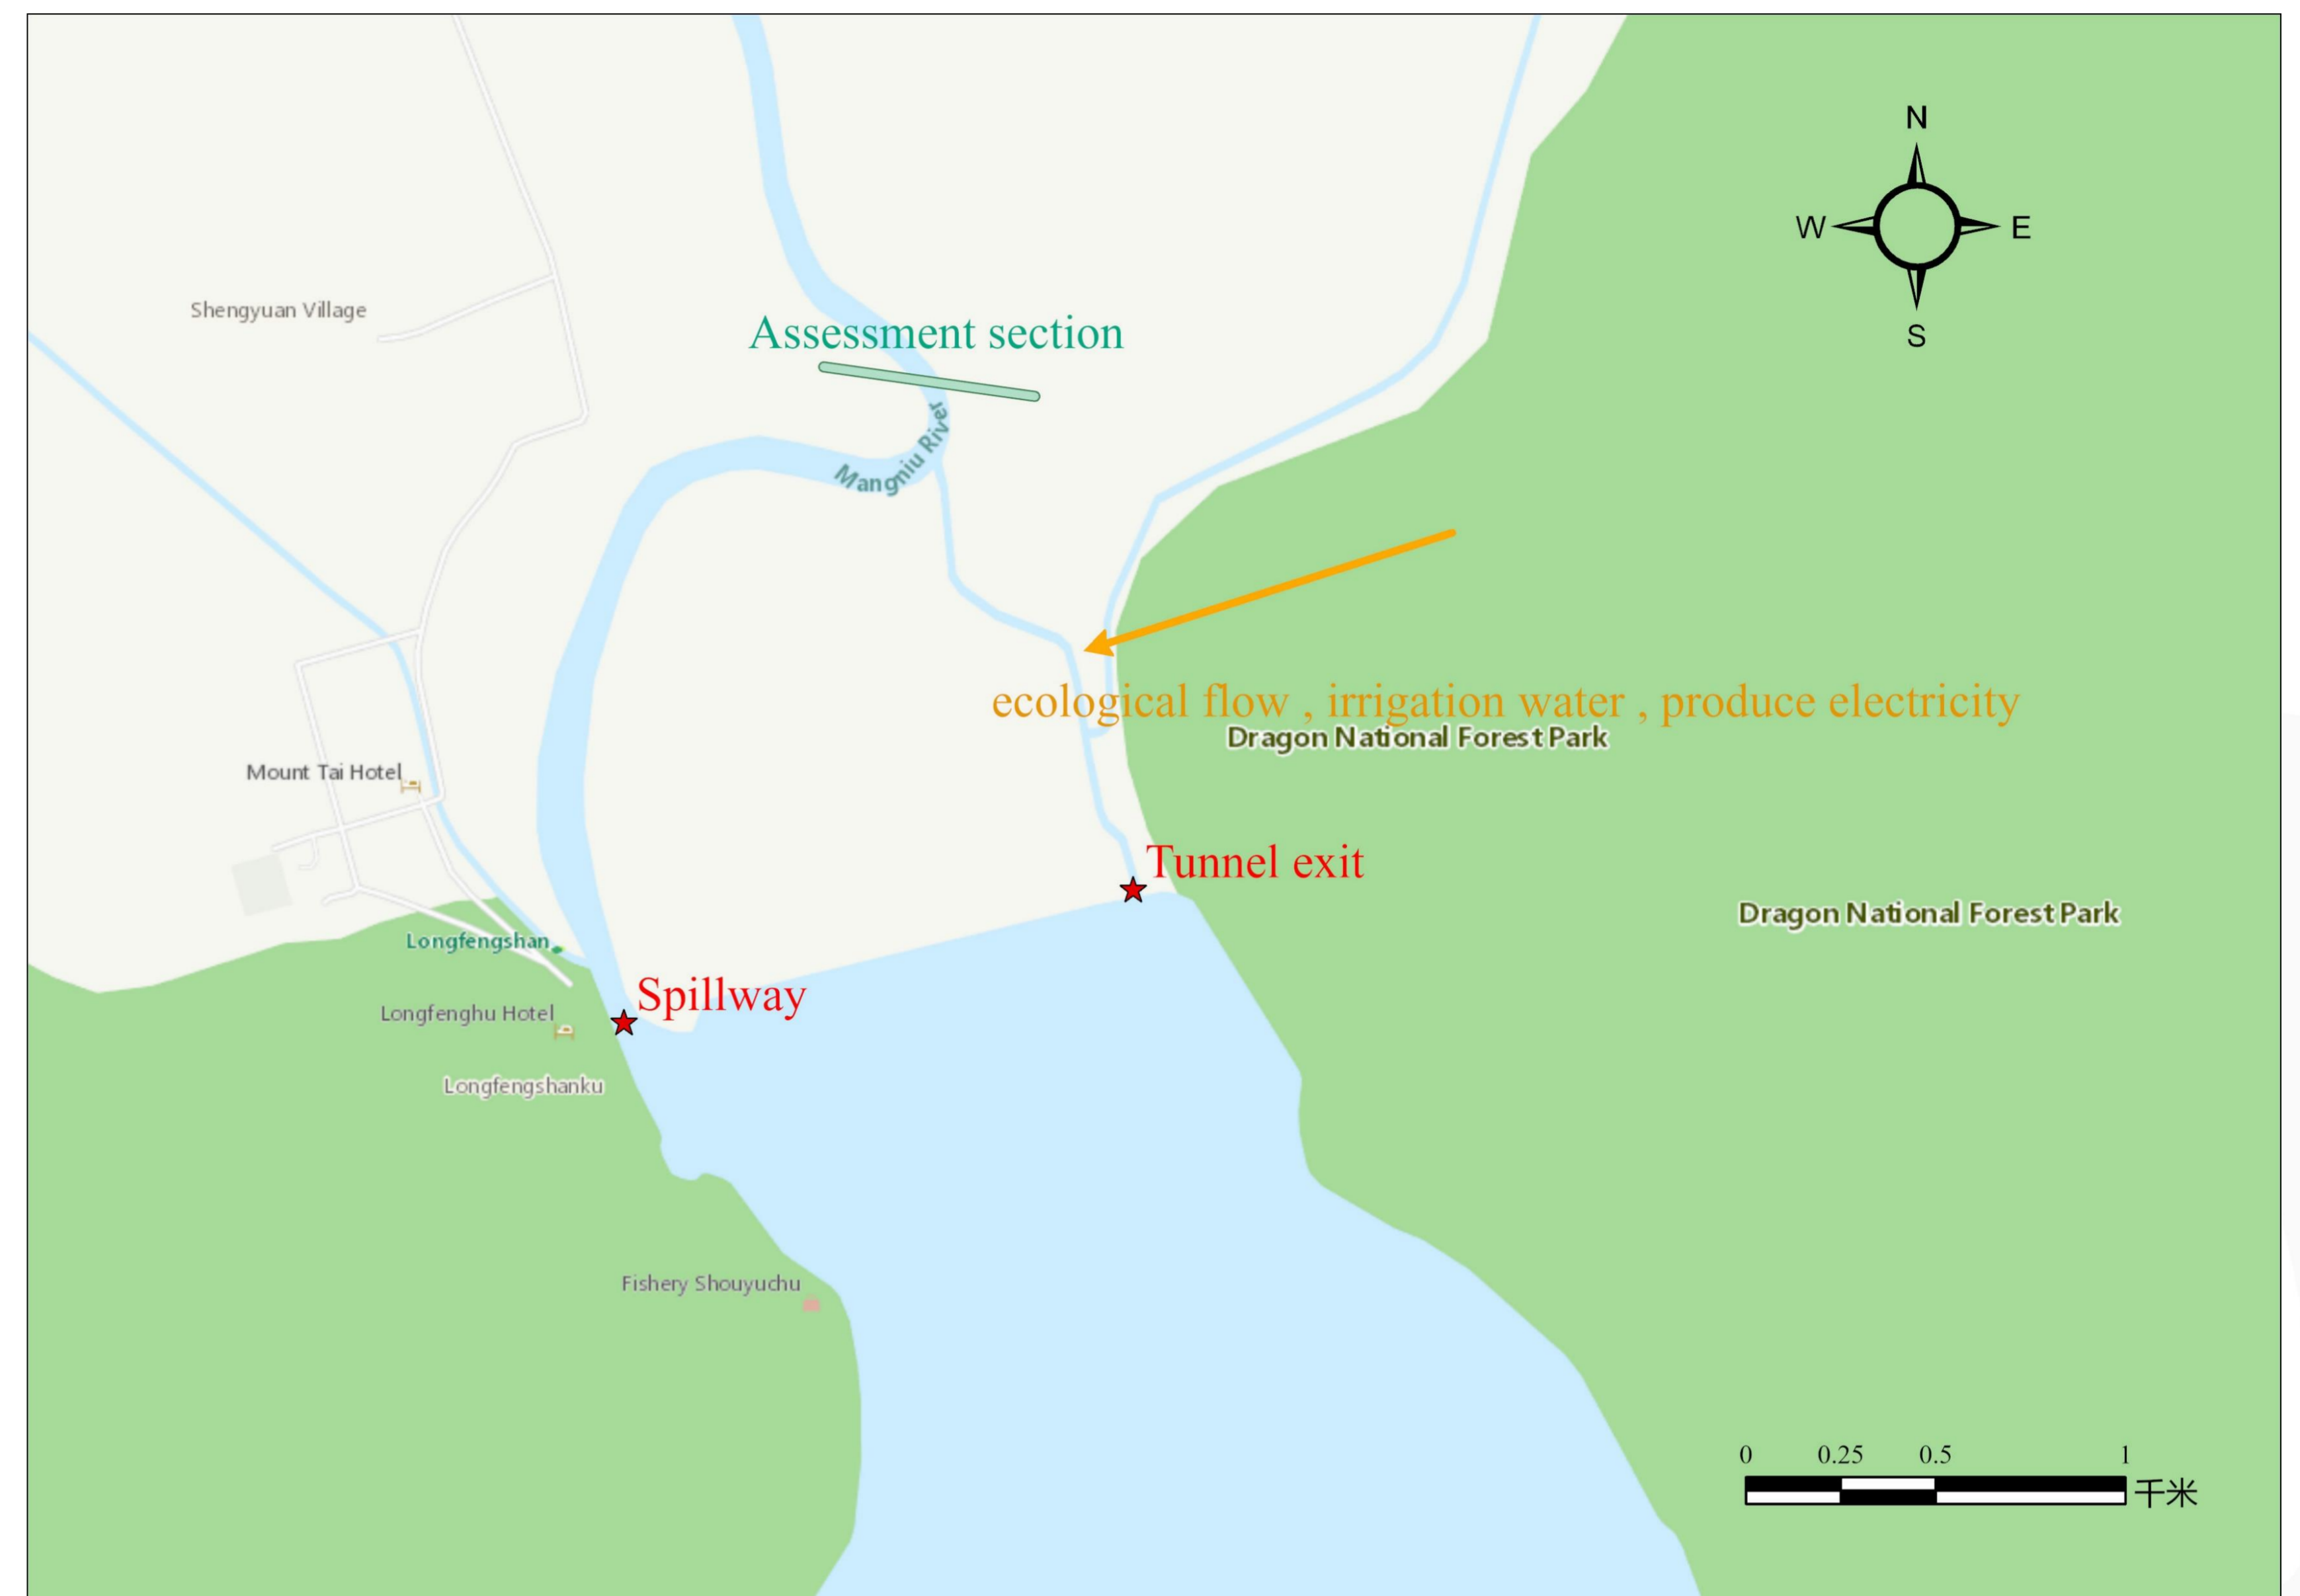 N
W E
S
Shengyuan Village
Assessment section
Mangniu River
ecological flow , irrigation water , produce electricity
Dragon National Forest Park
Mount Tai Hotel
Tunnel exit
Dragon National Forest Park
Longfengshan
Spillway
Longfenghu Hotel
Longfengshanku
Fishery Shouyuchu
0 0.25 0.5 1
千米